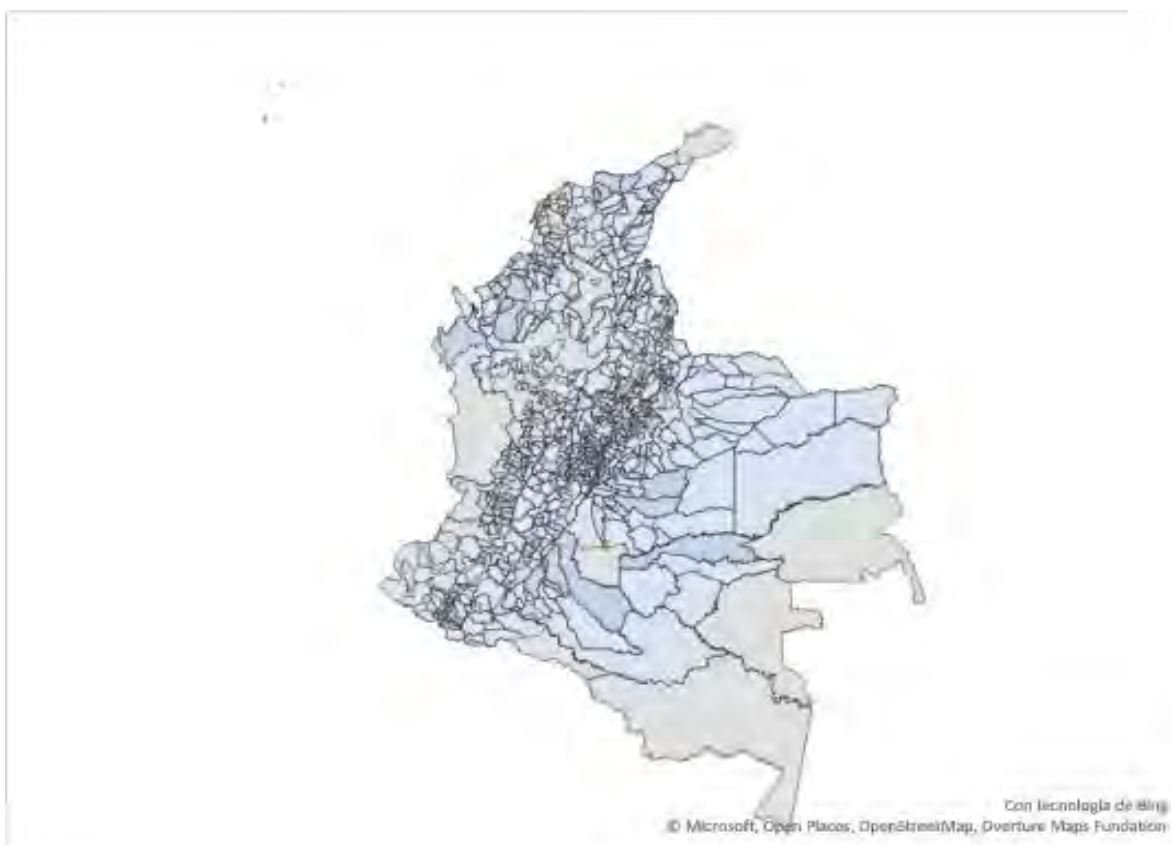 Con tecnología de Bing
© Microsoft, Open Places, OpenStreetMap, Overture Maps Fundation